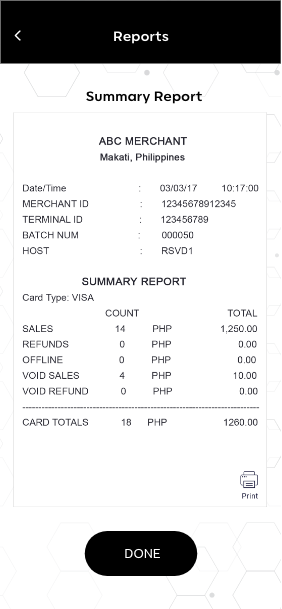 Reports
Summary Report
ABC MERCHANT
Makati, Philippines
Date/Time : 03/03/17 10:17:00
MERCHANT ID : 12345678912345
TERMINAL ID : 123456789
BATCH NUM : 000050
HOST : RSVD1
SUMMARY REPORT
Card Type: VISA
COUNT TOTAL
SALES 14 PHP 1,250.00
REFUNDS 0 PHP 0.00
OFFLINE 0 PHP 0.00
VOID SALES 4 PHP 10.00
VOID REFUND 0 PHP 0.00
CARD TOTALS 18 PHP 1260.00
Print
DONE